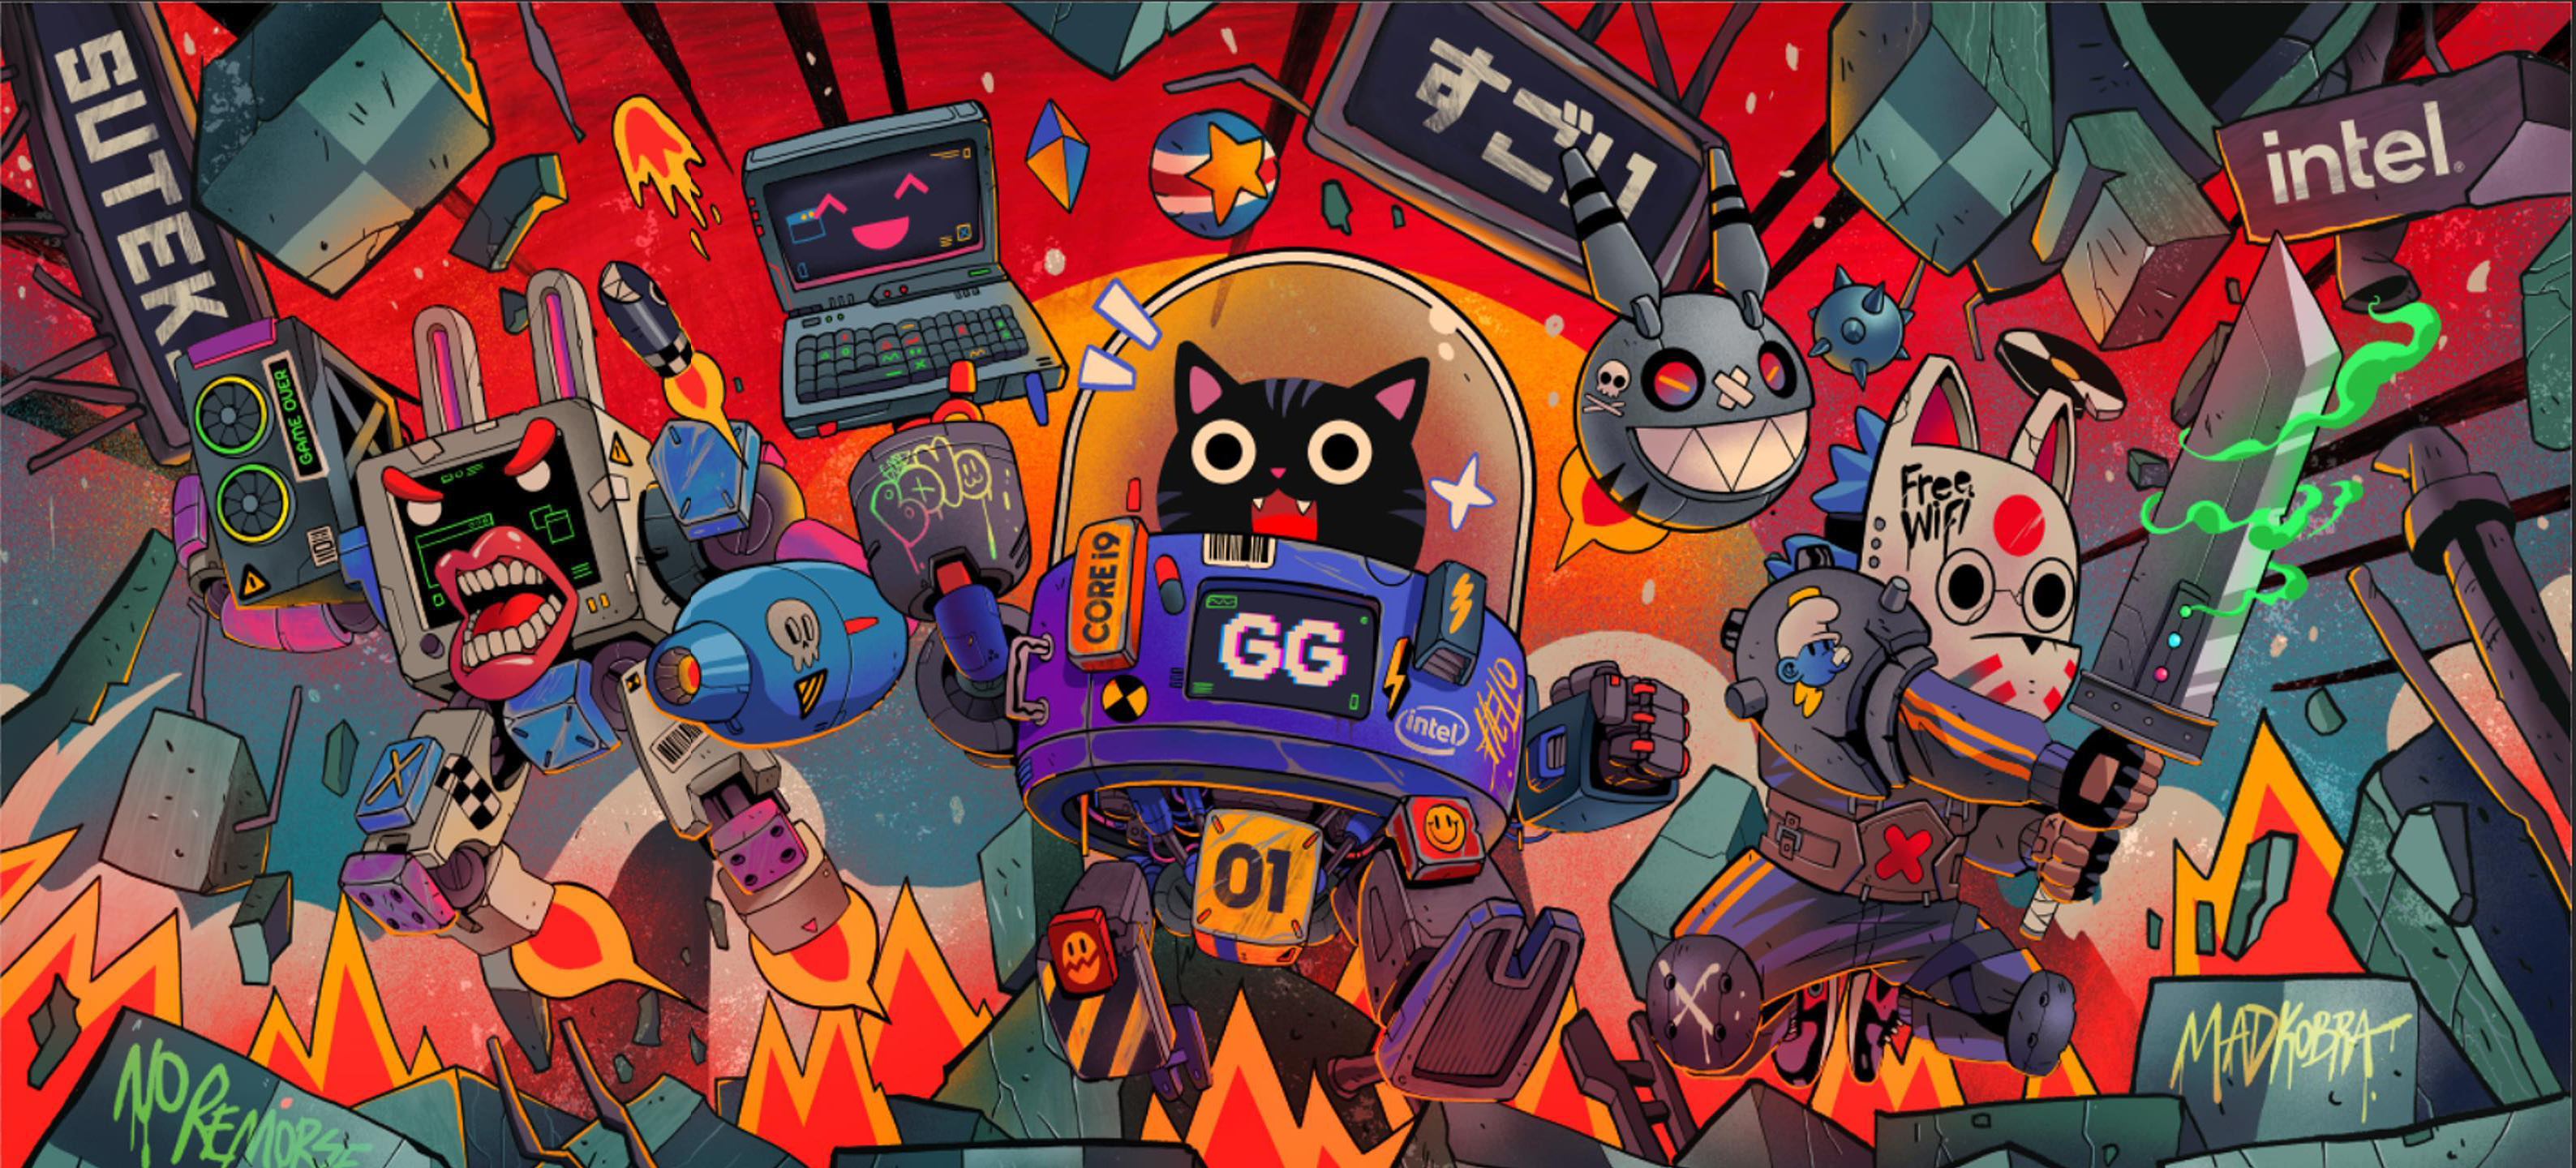 SUTEK.
すごい
intel.
GAME OVER
Free
Wifi
CORE i9
GG
intel
HELLO
01
NO REMORSE
MADKOBRA